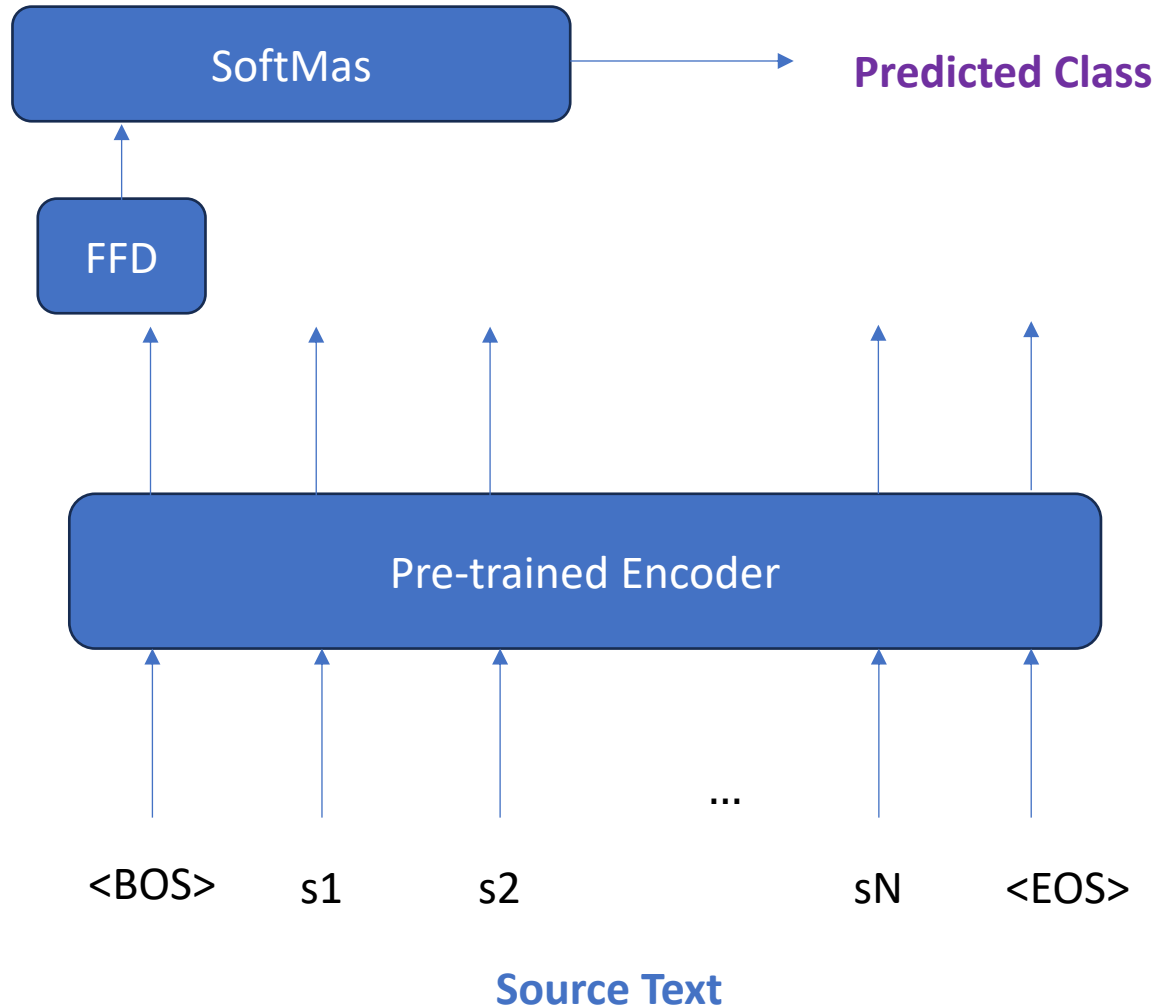 SoftMas
Predicted Class
FFD
Pre-trained Encoder
...
<BOS> s1 s2 sN <EOS>
Source Text